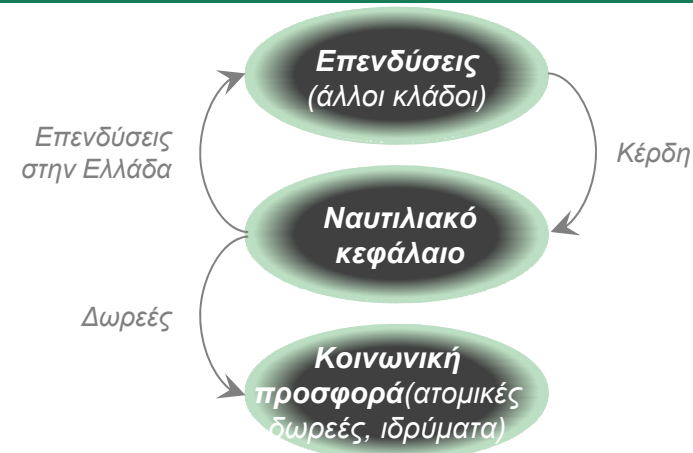 Επενδύσεις
(άλλοι κλάδοι)
Επενδύσεις
στην Ελλάδα
Κέρδη
Ναυτιλιακό
κεφάλαιο
Δωρεές
Κοινωνική
προσφορά(ατομικές
δωρεές, ιδρύματα)